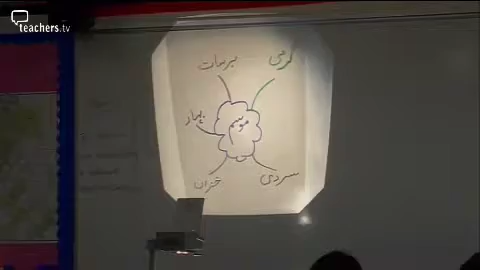 teachers.tv
گرمی
برسات
موسم
بہار
سردی
خزاں